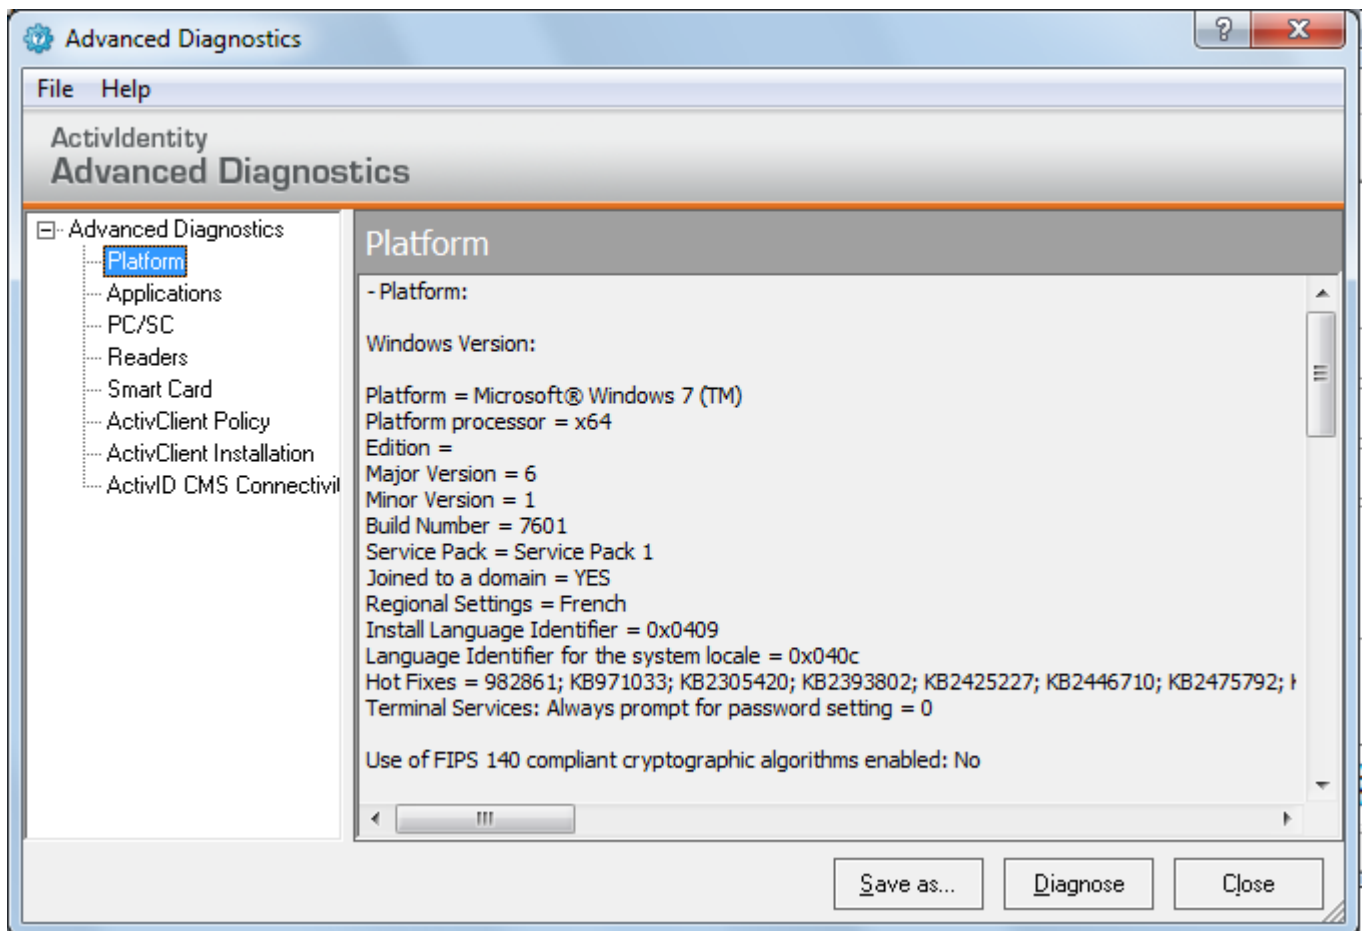 Advanced Diagnostics
File Help
ActivIdentity
Advanced Diagnostics
Advanced Diagnostics
Platform
Applications
PC/SC
Readers
Smart Card
ActivClient Policy
ActivClient Installation
ActivID CMS
Platform
- Platform:
Windows Version:
Platform = Microsoft® Windows 7 (TM)
Platform processor = x64
Edition =
Major Version = 6
Minor Version = 1
Build Number = 7601
Service Pack = Service Pack 1
Joined to a domain = YES
Regional Settings = French
Install Language Identifier = 0x0409
Language Identifier for the system locale = 0x040c
Hot Fixes = 982861; KB971033; KB2305420; KB2393802; KB2425227; KB2446710; KB2475792;
Terminal Services: Always prompt for password setting = 0
Use of FIPS 140 compliant cryptographic algorithms enabled: No
Save as... Diagnose Close